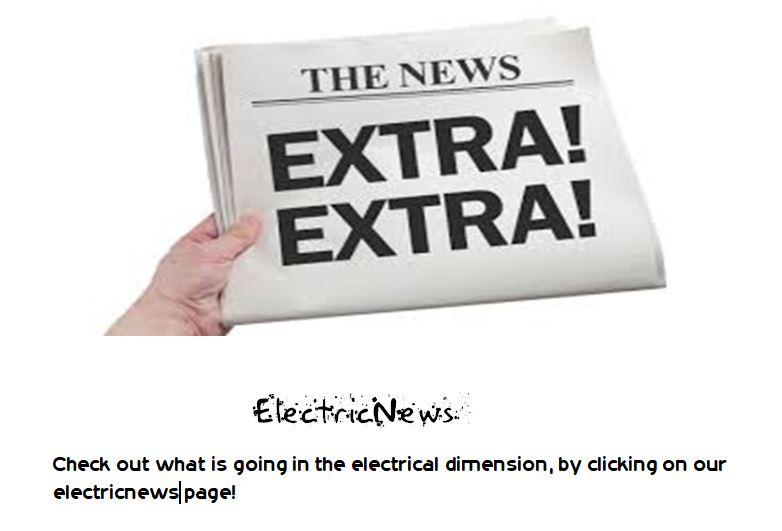 THE NEWS
EXTRA!
EXTRA!
ElectricNews
Check out what is going in the electrical dimension, by clicking on our
electricnews page!